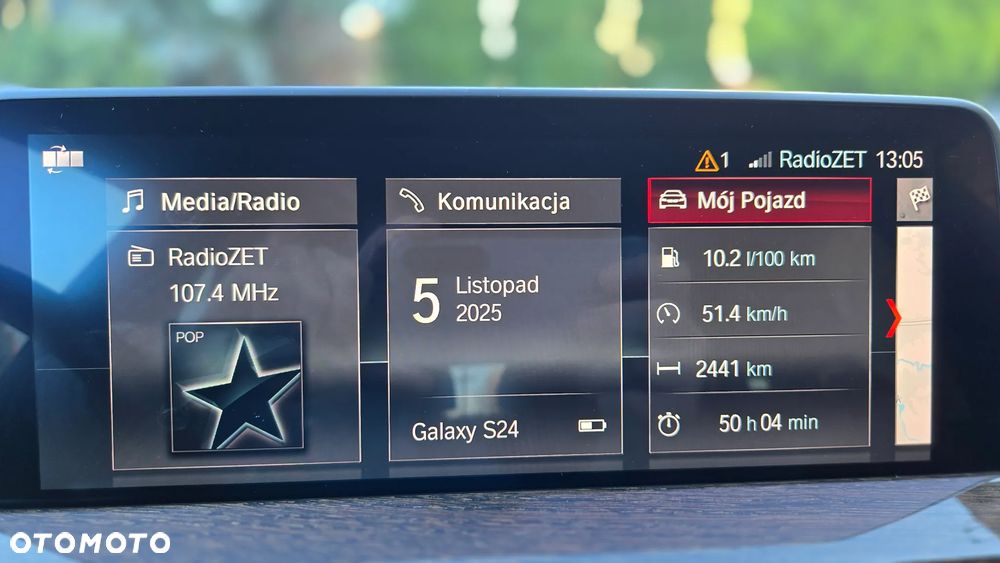 1 RadioZET 13:05
Media/Radio
RadioZET
107.4 MHz
POP
Komunikacja
5 Listopad
2025
Galaxy S24
Mój Pojazd
10.2 l/100 km
51.4 km/h
2441 km
50 h 04 min
OTOMOTO